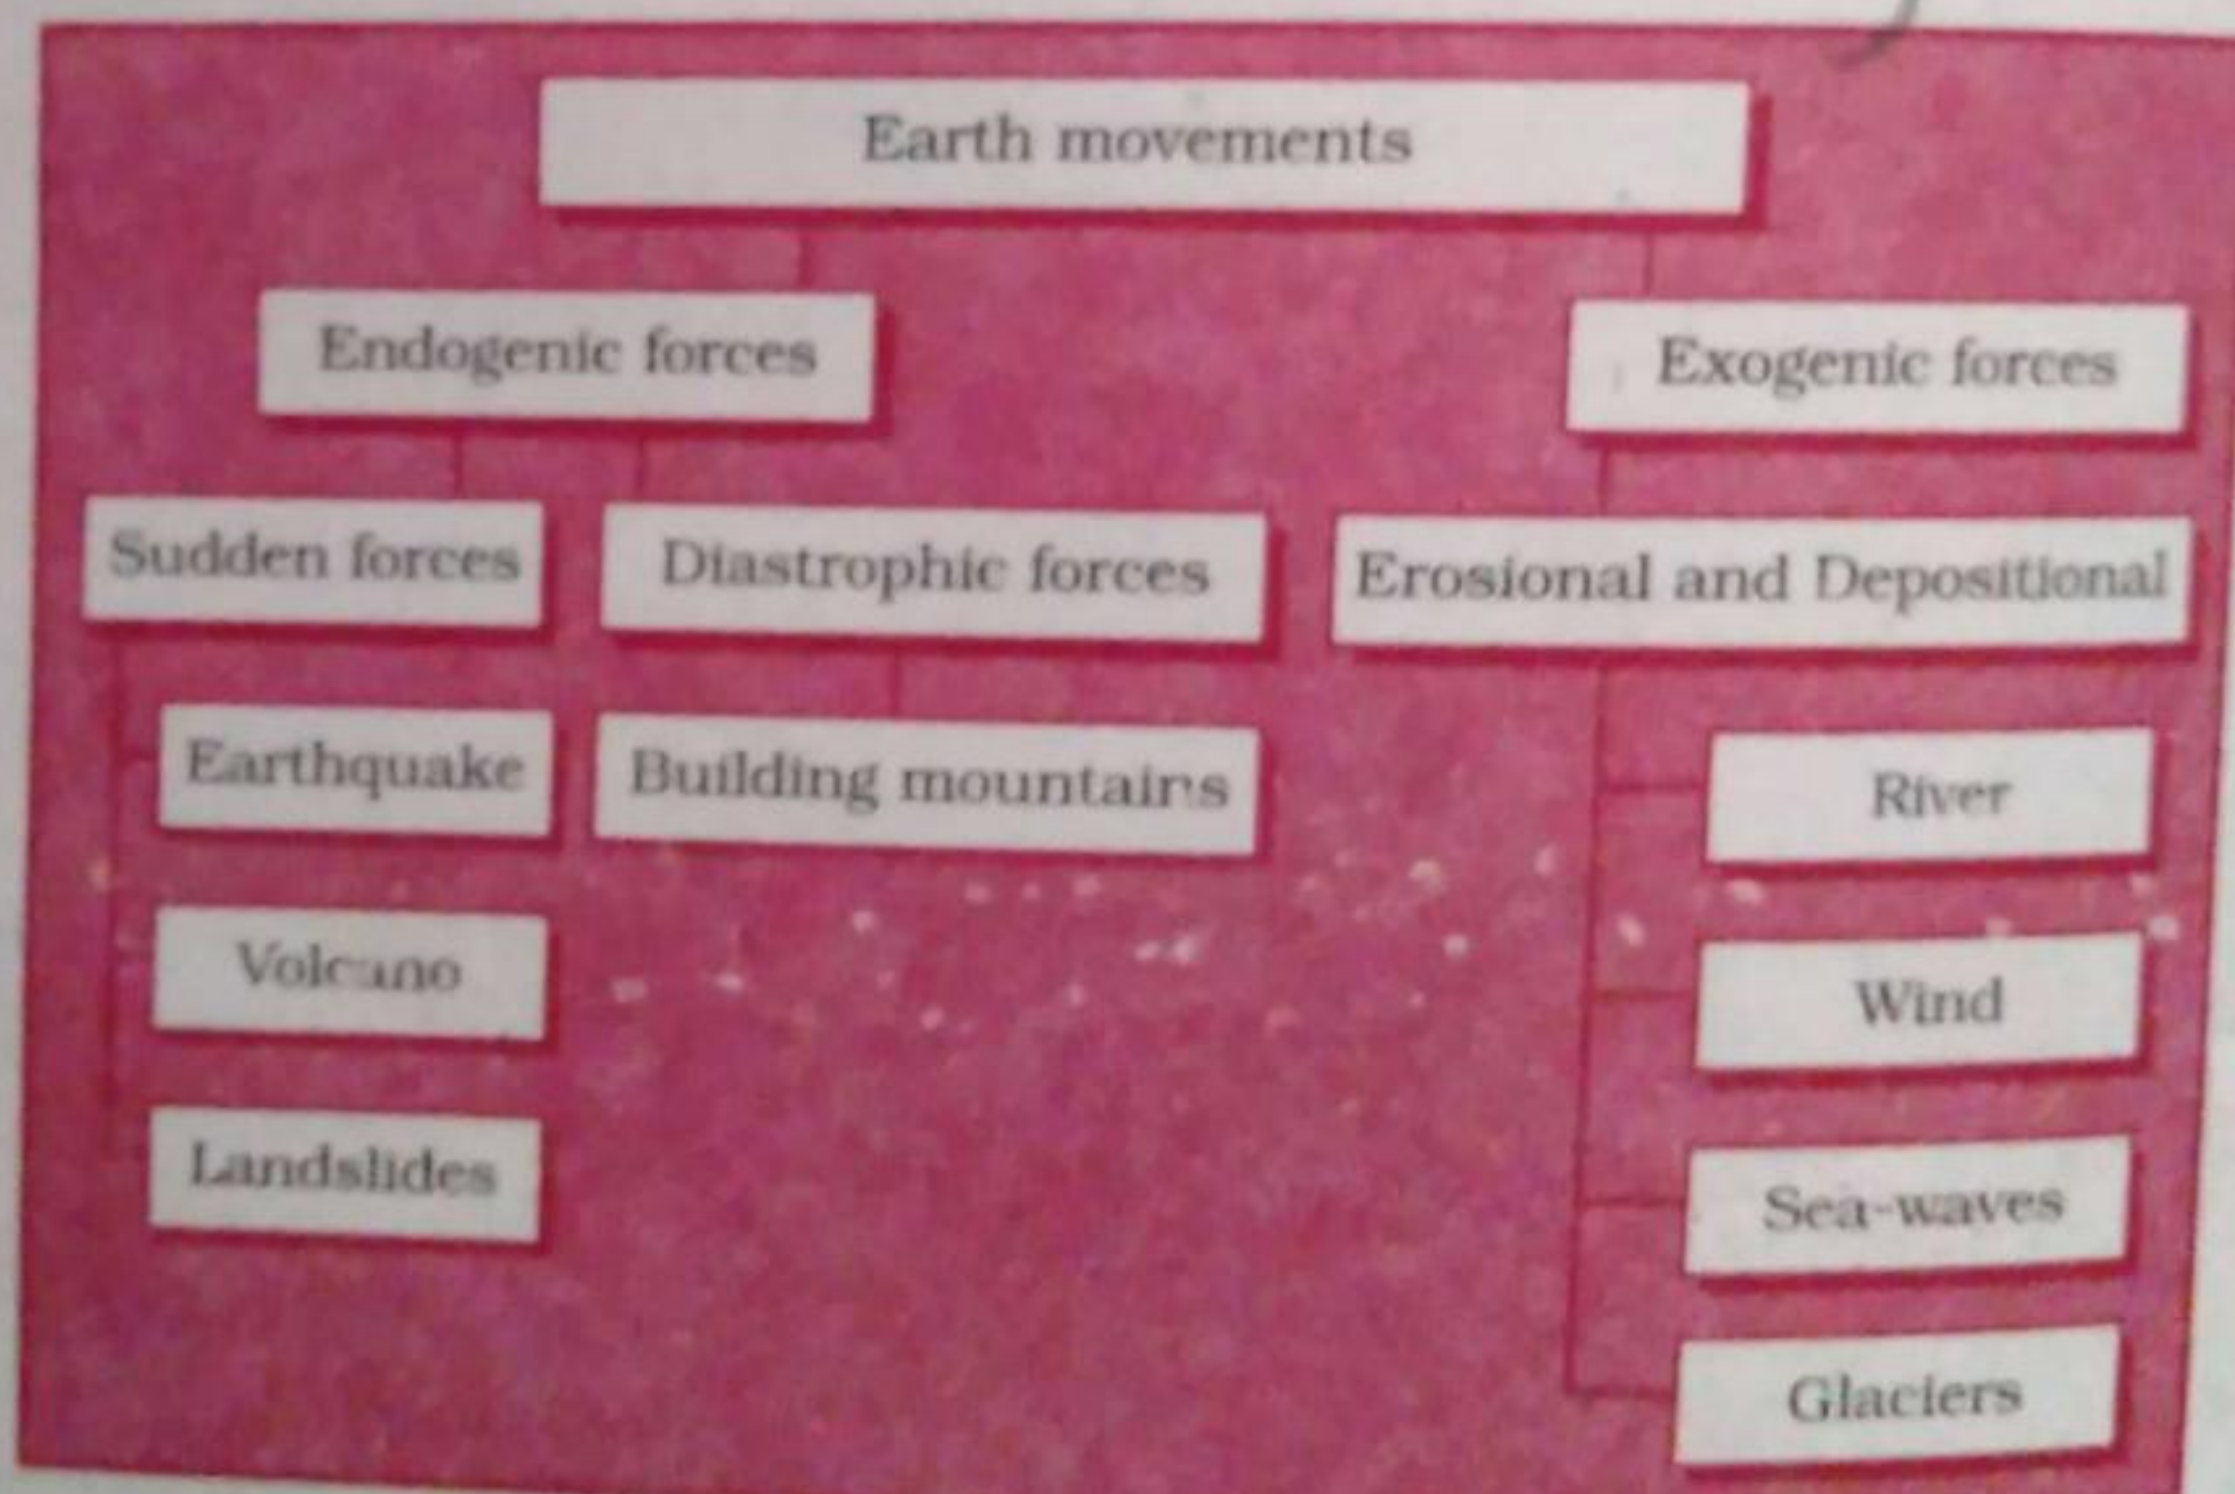 Earth movements
Endogenic forces
Exogenic forces
Sudden forces
Diastrophic forces
Erosional and Depositional
Earthquake
Building mountains
River
Volcano
Wind
Landslides
Sea-waves
Glaciers